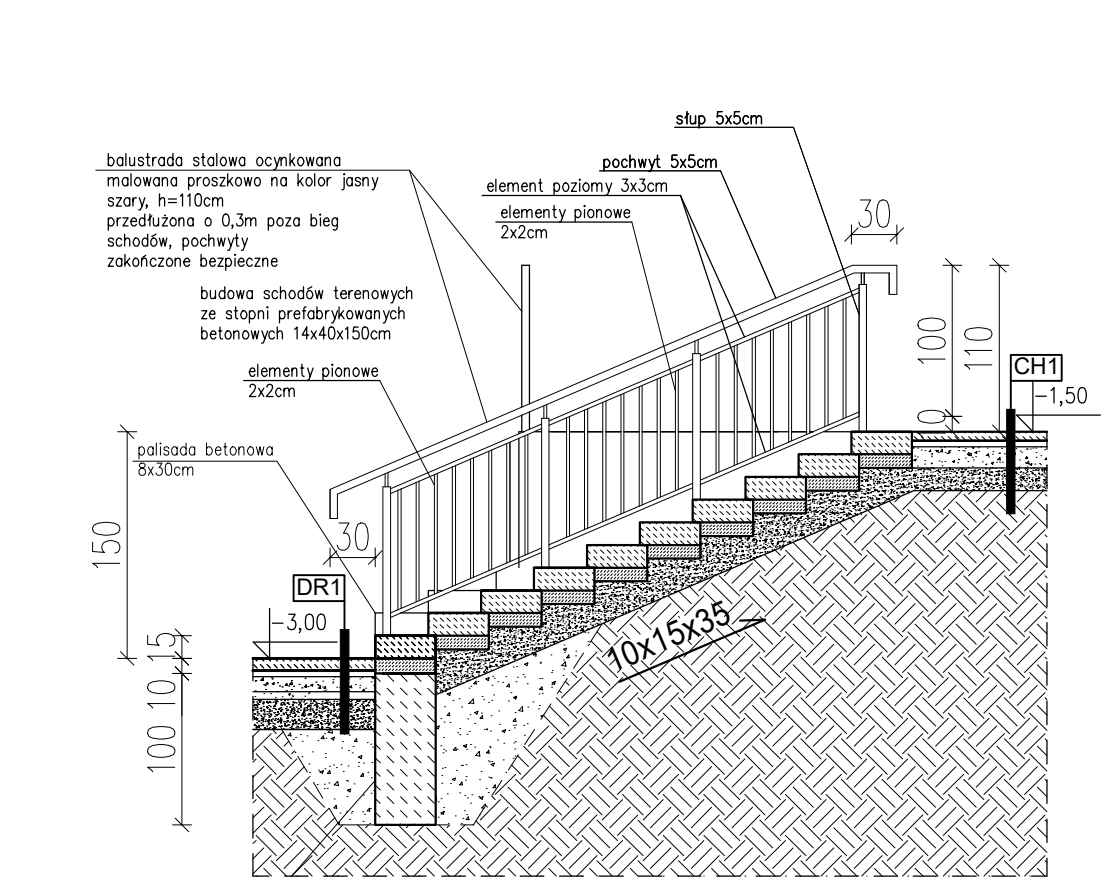 słup 5x5cm
pochwyt 5x5cm
element poziomy 3x3cm
elementy pionowe
2x2cm
balustrada stalowa ocynkowana
malowana proszkowo na kolor jasny
szary, h=110cm
przedłużona o 0,3m poza bieg
schodów, pochwyty
zakończone bezpieczne
budowa schodów terenowych
ze stopni prefabrykowanych
betonowych 14x40x150cm
elementy pionowe
2x2cm
palisada betonowa
8x30cm
30
100
110
0
CH1
-1,50
150
30
DR1
-3,00
15
10
100
10x15x35